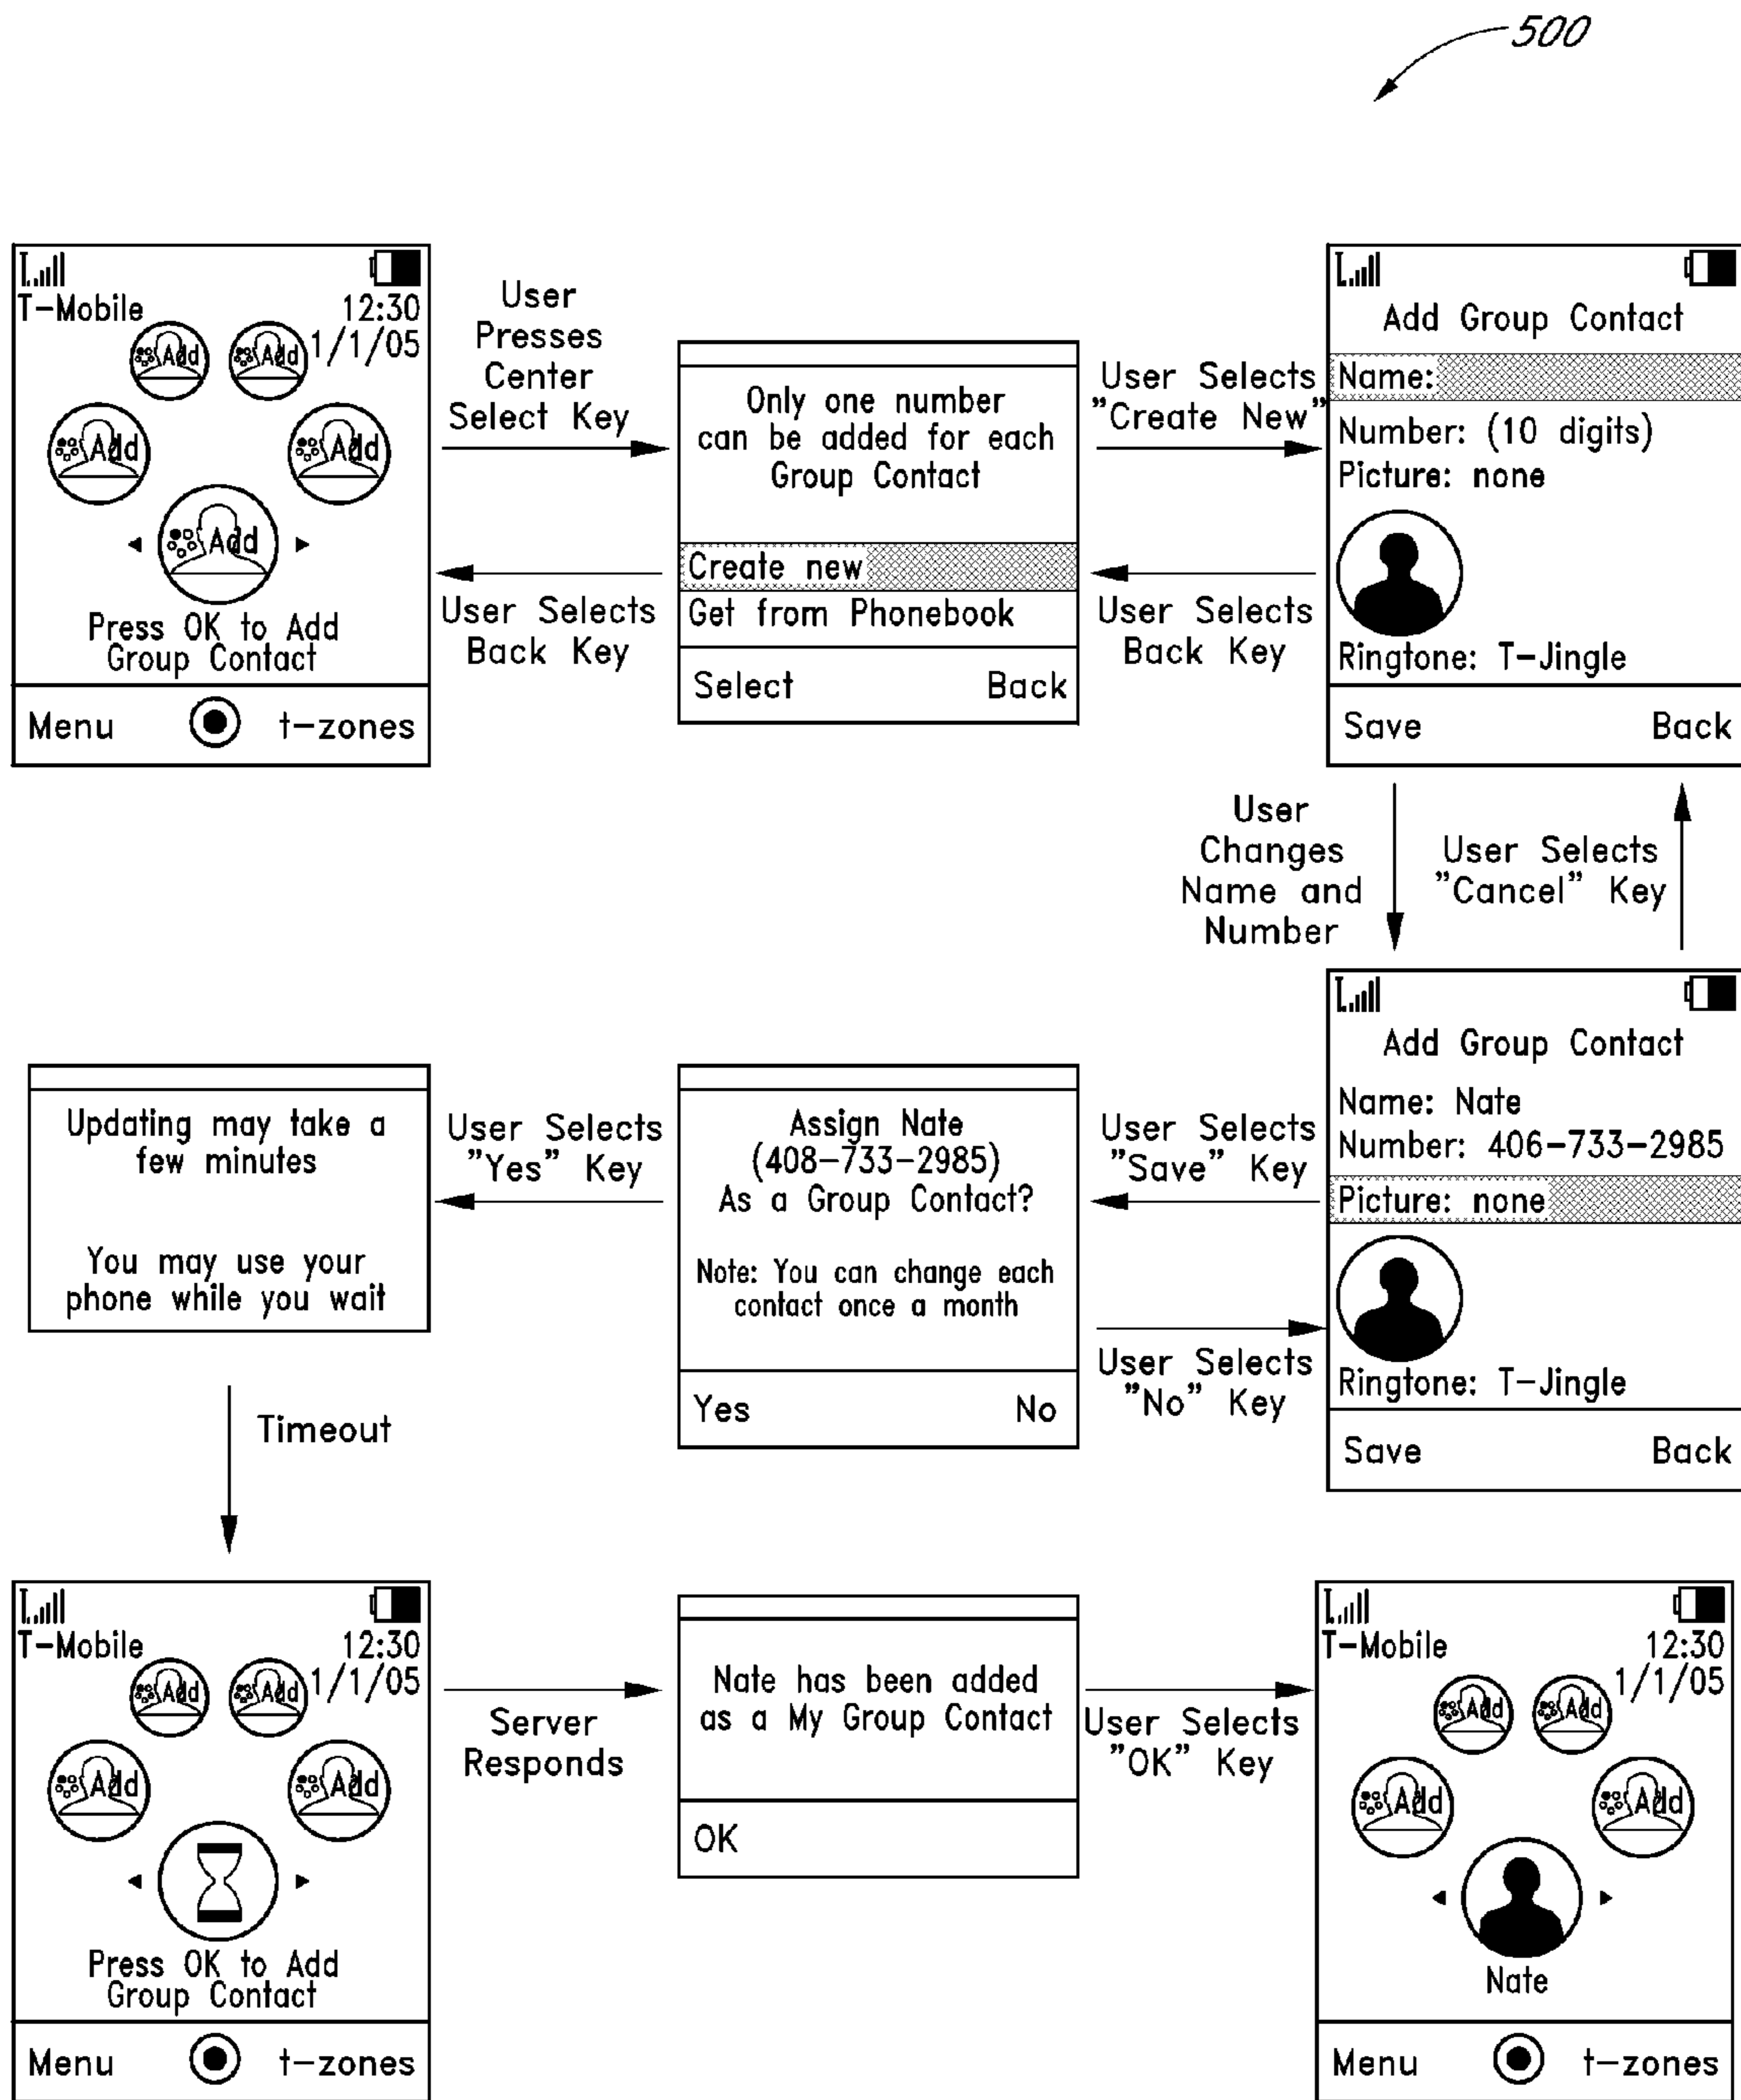 500
T-Mobile 12:30
1/1/05
Add Add
Add Add
Add
Press OK to Add
Group Contact
Menu t-zones
User
Presses
Center
Select Key
User Selects
Back Key
Only one number
can be added for each
Group Contact
Create new
Get from Phonebook
Select Back
User Selects
"Create New"
User Selects
Back Key
Add Group Contact
Name:
Number: (10 digits)
Picture: none
Ringtone: T-Jingle
Save Back
User
Changes
Name and
Number
User Selects
"Cancel" Key
Add Group Contact
Name: Nate
Number: 406-733-2985
Picture: none
Ringtone: T-Jingle
Save Back
User Selects
"Save" Key
User Selects
"No" Key
Assign Nate
(408-733-2985)
As a Group Contact?
Note: You can change each
contact once a month
Yes No
User Selects
"Yes" Key
Updating may take a
few minutes
You may use your
phone while you wait
Timeout
T-Mobile 12:30
1/1/05
Add Add
Add Add
Press OK to Add
Group Contact
Menu t-zones
Server
Responds
Nate has been added
as a My Group Contact
OK
User Selects
"OK" Key
T-Mobile 12:30
1/1/05
Add Add
Add Add
Nate
Menu t-zones